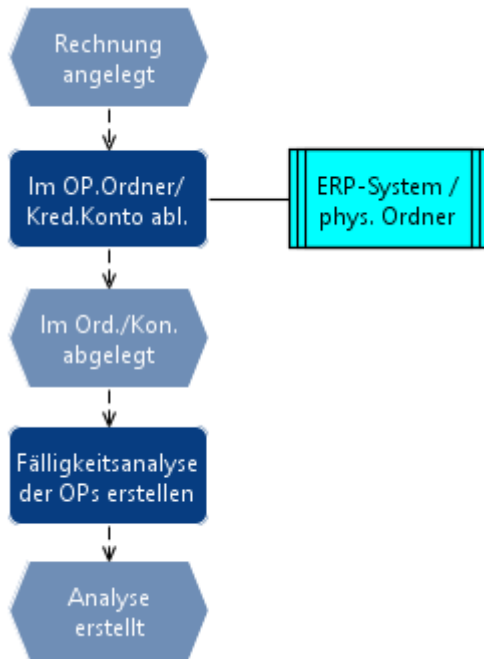 Rechnung
angelegt
Im OP.Ordner/
Kred.Konto abl.
ERP-System /
phys. Ordner
Im Ord./Kon.
abgelegt
Fälligkeitsanalyse
der OPs erstellen
Analyse
erstellt